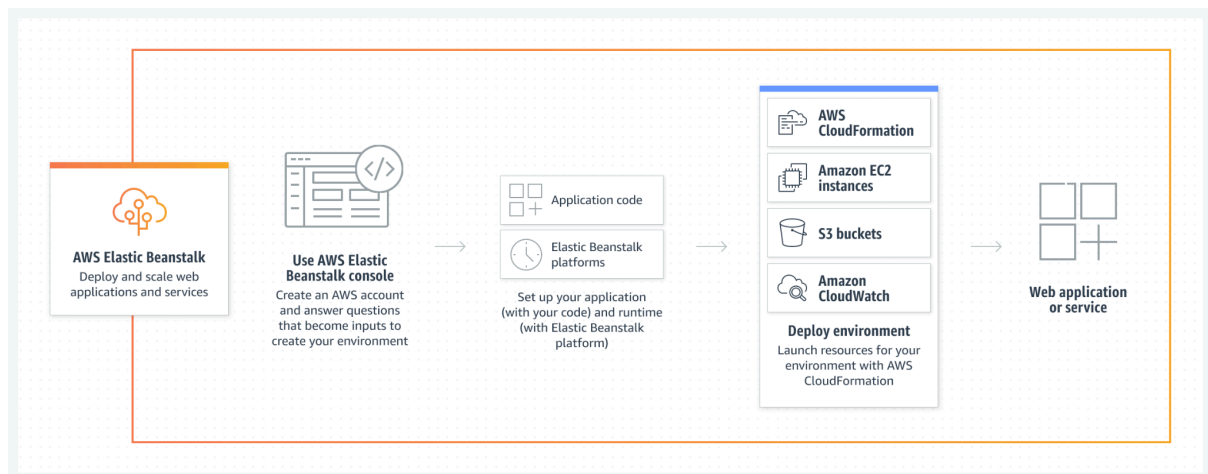 AWS Elastic Beanstalk
Deploy and scale web
applications and services
</>
Use AWS Elastic
Beanstalk console
Create an AWS account
and answer questions
that become inputs to
create your environment
Application code
Elastic Beanstalk
platforms
Set up your application
(with your code) and runtime
(with Elastic Beanstalk
platform)
AWS
CloudFormation
Amazon EC2
instances
S3 buckets
Amazon
CloudWatch
Deploy environment
Launch resources for your
environment with AWS
CloudFormation
Web application
or service